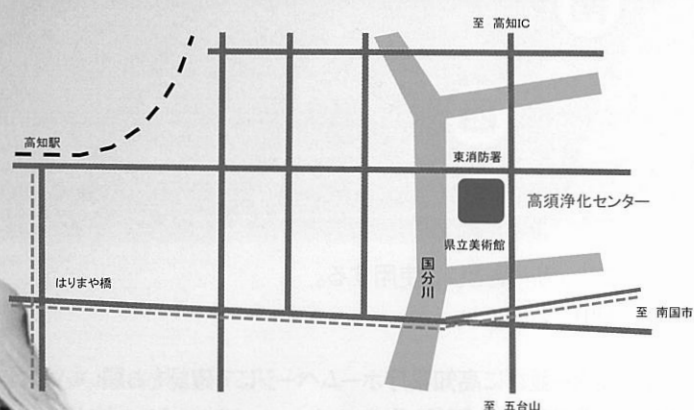 至 高知IC
高知駅
東消防署
高須浄化センター
県立美術館
国分川
はりまや橋
至 南国市
至 五台山